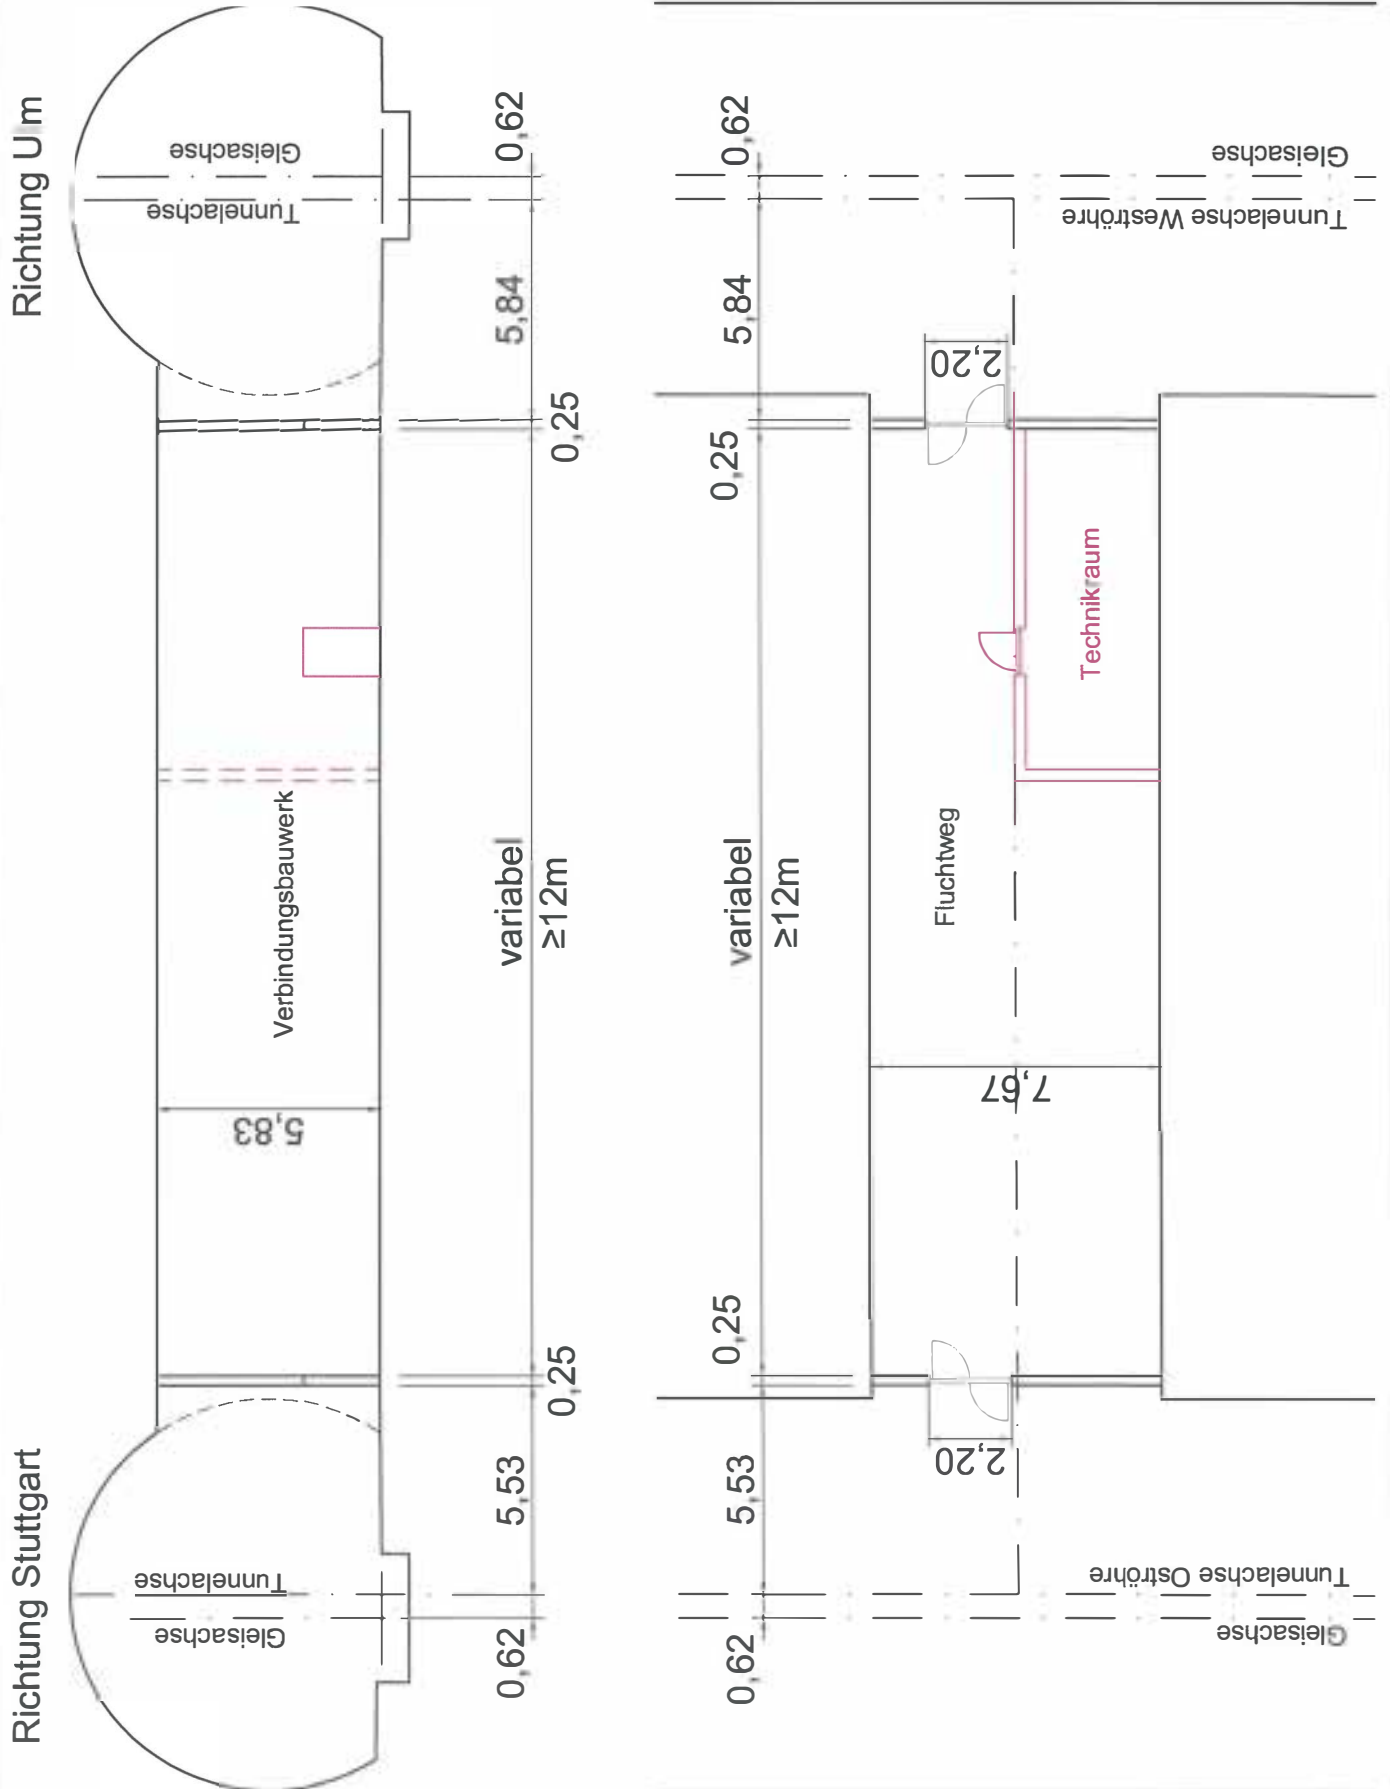 Richtung Stuttgart
Richtung Ulm
Gleisachse
Tunnelachse
Verbindungsbauwerk
5,83
Tunnelachse
Gleisachse
0,62
5,53
0,25
variabel
≥12m
0,25
5,84
0,62
0,62
5,53
0,25
variabel
≥12m
0,25
5,84
0,62
2,20
2,20
Fluchtweg
7,67
Technikraum
Gleisachse
Tunnelachse Oströhre
Tunnelachse Weströhre
Gleisachse